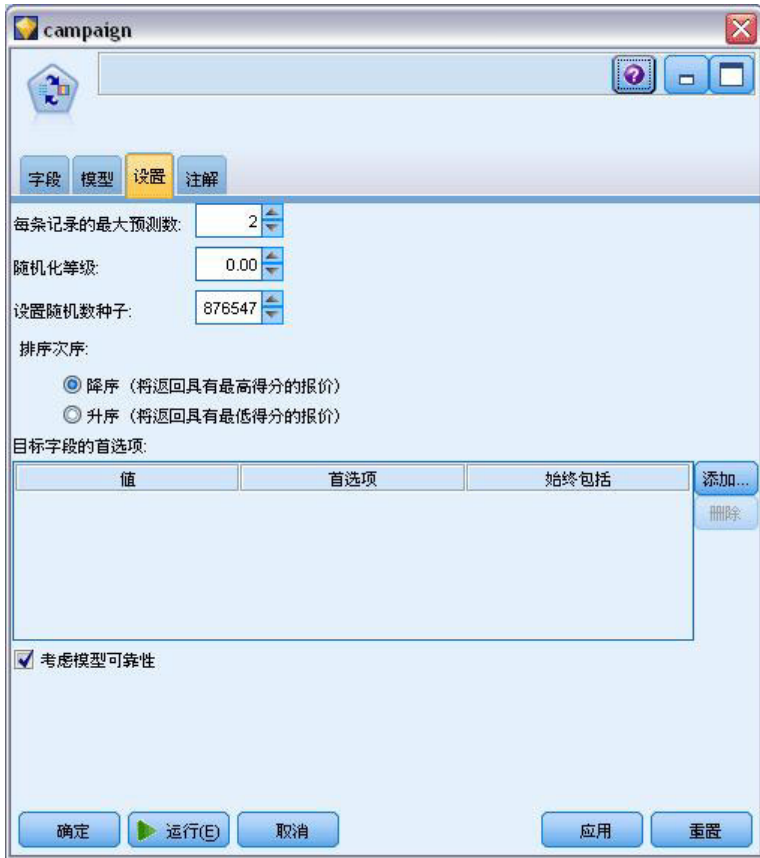 campaign
字段 模型 设置 注解
每条记录的最大预测数: 2
随机化等级: 0.00
设置随机数种子: 876547
排序次序:
降序（将返回具有最高得分的报价）
升序（将返回具有最低得分的报价）
目标字段的首选项:
值 首选项 始终包括 添加...
删除
考虑模型可靠性
确定 运行(E) 取消 应用 重置